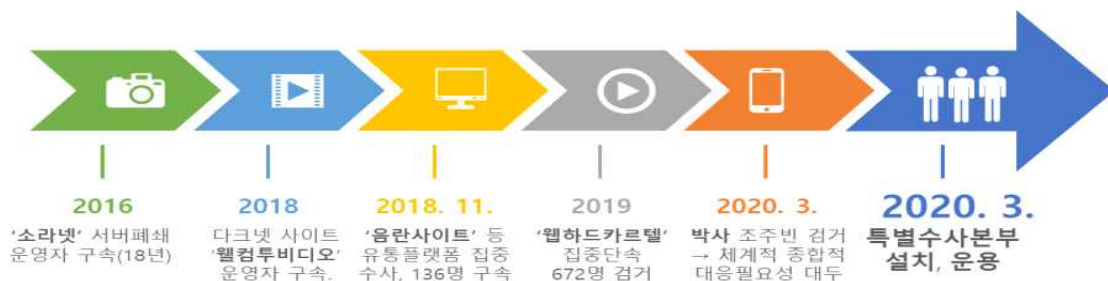 2016
'소라넷' 서버폐쇄
운영자 구속(18년)
2018
다크넷 사이트
'웰컴투비디오'
운영자 구속.
2018. 11.
'음란사이트' 등
유통플랫폼 집중
수사, 136명 구속
2019
'웹하드카르텔'
집중단속
672명 검거
2020. 3.
박사 조주빈 검거
→ 체계적 종합적
대응필요성 대두
2020. 3.
특별수사본부
설치, 운용